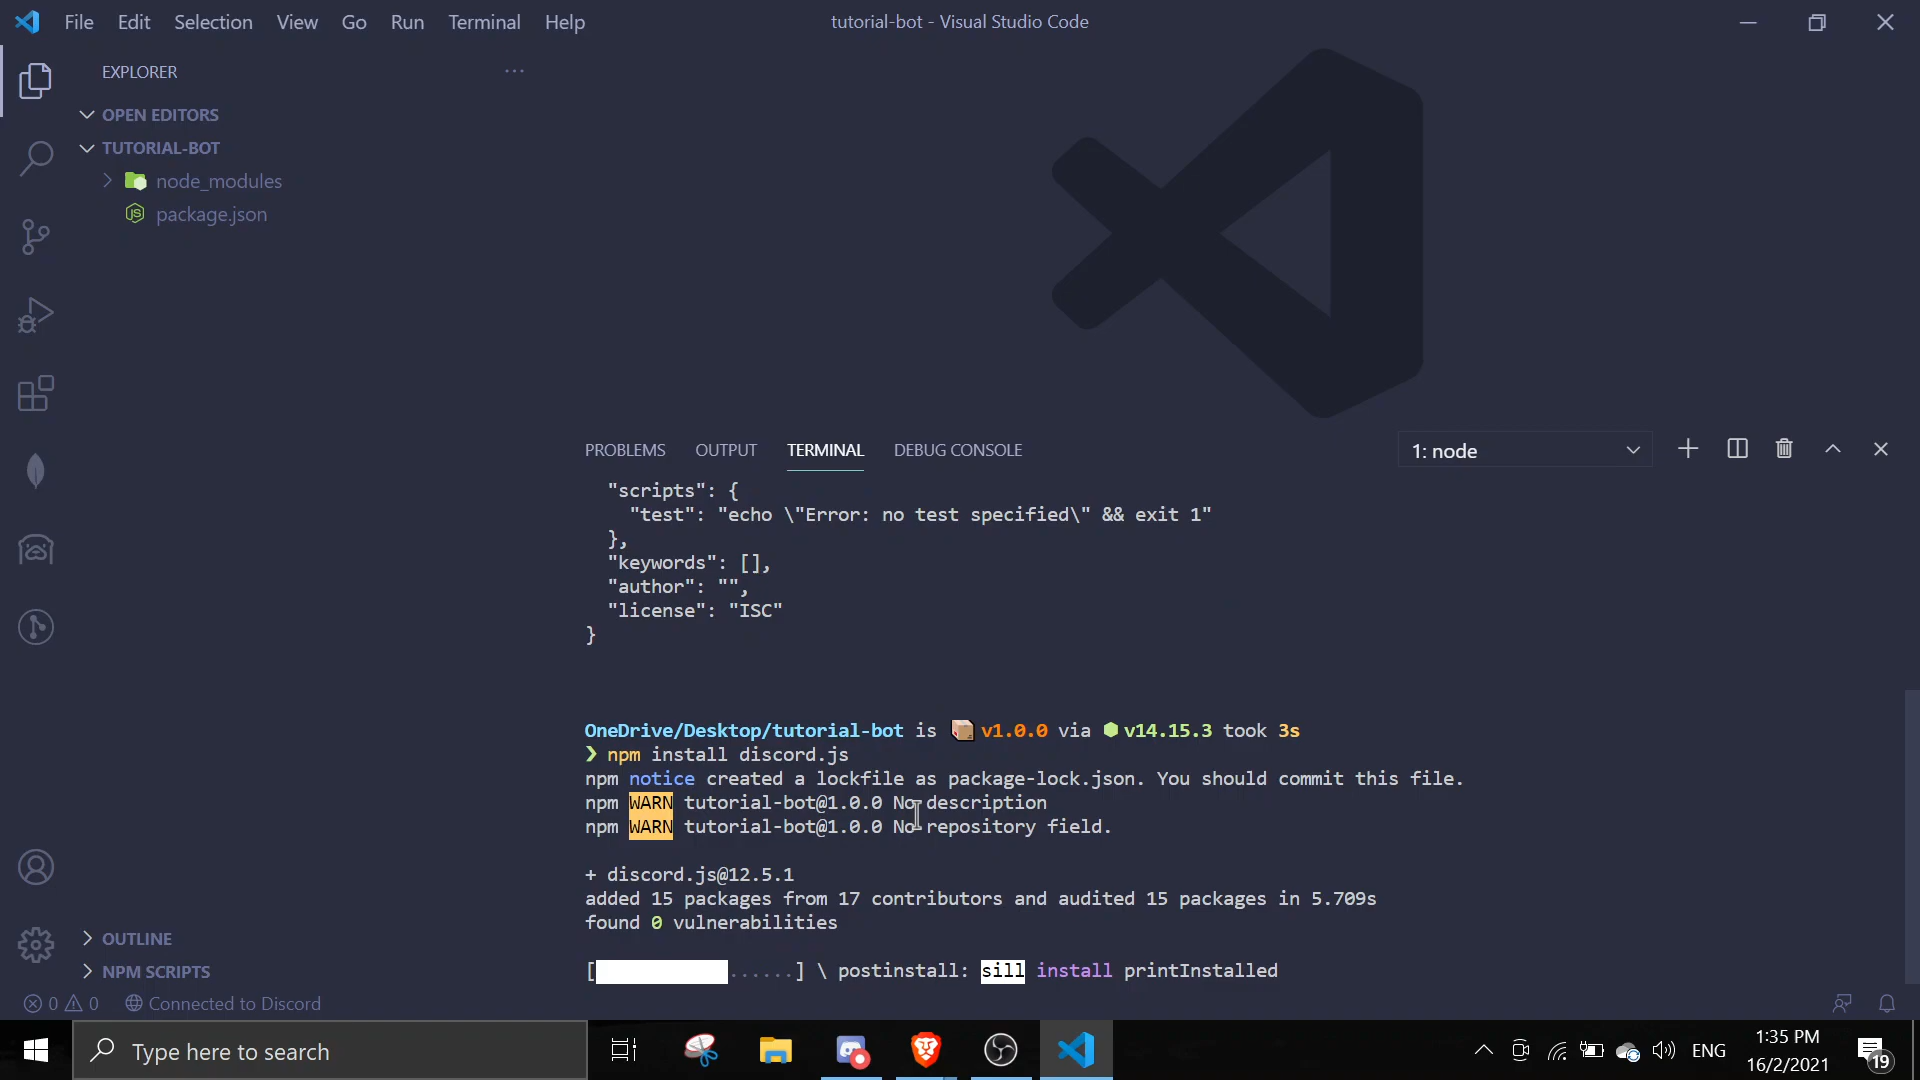 File Edit Selection View Go Run Terminal Help
tutorial-bot - Visual Studio Code
EXPLORER
OPEN EDITORS
TUTORIAL-BOT
node_modules
package.json
PROBLEMS OUTPUT TERMINAL DEBUG CONSOLE
1: node
"scripts": {
"test": "echo \"Error: no test specified\" && exit 1"
},
"keywords": [],
"author": "",
"license": "ISC"
}
OneDrive/Desktop/tutorial-bot is v1.0.0 via v14.15.3 took 3s
❯ npm install discord.js
npm notice created a lockfile as package-lock.json. You should commit this file.
npm WARN tutorial-bot@1.0.0 No description
npm WARN tutorial-bot@1.0.0 No repository field.
+ discord.js@12.5.1
added 15 packages from 17 contributors and audited 15 packages in 5.709s
found 0 vulnerabilities
[ ......] \ postinstall: sill install printInstalled
OUTLINE
NPM SCRIPTS
0 0 Connected to Discord
Type here to search
ENG
1:35 PM
16/2/2021
19